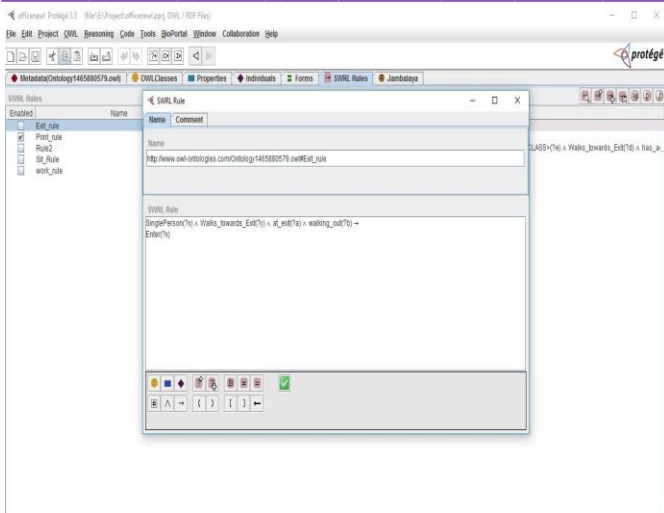 officenewl Protégé 3.5 (file:\E:\Project\officenewl.pprj, OWL / RDF Files)
File Edit Project OWL Reasoning Code Tools BioPortal Window Collaboration Help
protégé
Metadata(Ontology1465880579.owl) OWLClasses Properties Individuals Forms SWRL Rules Jambalaya
SWRL Rules
Enabled Name
Exit_rule
Print_rule
Rule2
Sit_Rule
work_rule
SWRL Rule
Name Comment
Name
http://www.owl-ontologies.com/Ontology1465880579.owl#Exit_rule
SWRL Rule
SinglePerson(?x) ∧ Walks_towards_Exit(?y) ∧ at_exit(?a) ∧ walking_out(?b) →
Enter(?x)
LASS>(?e) ∧ Walks_towards_Exit(?d) ∧